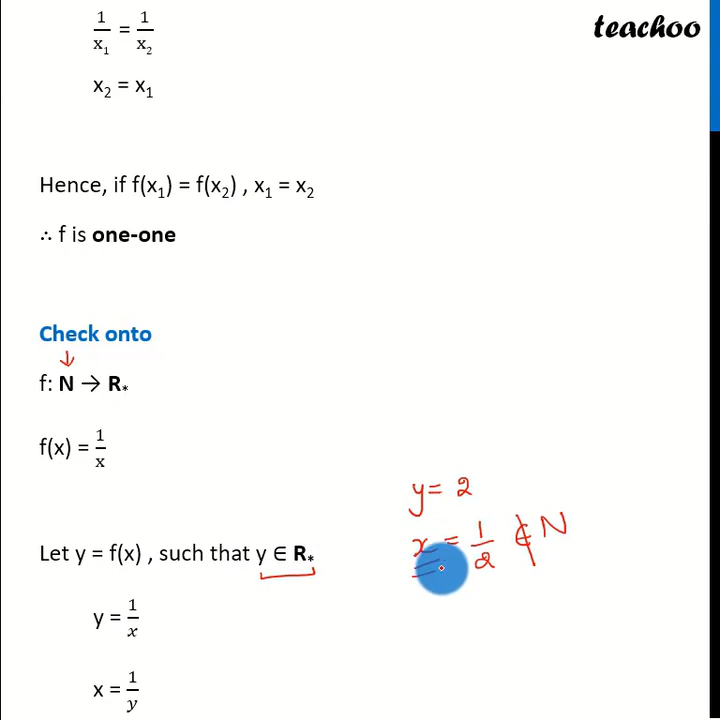 teachoo
1/x₁ = 1/x₂
x₂ = x₁
Hence, if f(x₁) = f(x₂) , x₁ = x₂
∴ f is one-one
Check onto
↓
f: N → R*
f(x) = 1/x
y = 2
Let y = f(x) , such that y ∈ R*
x = 1/2 ∉ N
y = 1/x
x = 1/y